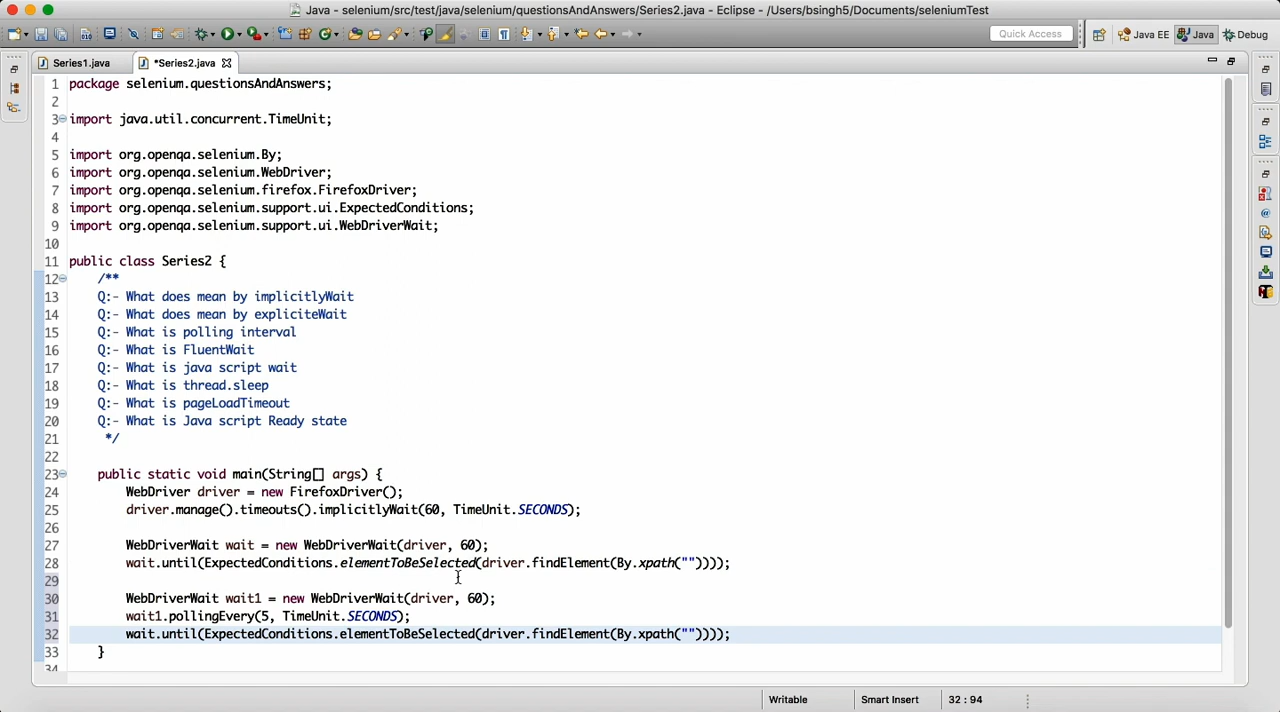 Java - selenium/src/test/java/selenium/questionsAndAnswers/Series2.java - Eclipse - /Users/bsingh5/Documents/seleniumTest
Quick Access
Java EE
Java
Debug
Series1.java
*Series2.java
1 package selenium.questionsAndAnswers;
2
3 import java.util.concurrent.TimeUnit;
4
5 import org.openqa.selenium.By;
6 import org.openqa.selenium.WebDriver;
7 import org.openqa.selenium.firefox.FirefoxDriver;
8 import org.openqa.selenium.support.ui.ExpectedConditions;
9 import org.openqa.selenium.support.ui.WebDriverWait;
10
11 public class Series2 {
12 /**
13 Q:- What does mean by implicitlyWait
14 Q:- What does mean by expliciteWait
15 Q:- What is polling interval
16 Q:- What is FluentWait
17 Q:- What is java script wait
18 Q:- What is thread.sleep
19 Q:- What is pageLoadTimeout
20 Q:- What is Java script Ready state
21 */
22
23 public static void main(String[] args) {
24 WebDriver driver = new FirefoxDriver();
25 driver.manage().timeouts().implicitlyWait(60, TimeUnit.SECONDS);
26
27 WebDriverWait wait = new WebDriverWait(driver, 60);
28 wait.until(ExpectedConditions.elementToBeSelected(driver.findElement(By.xpath(""))));
29
30 WebDriverWait wait1 = new WebDriverWait(driver, 60);
31 wait1.pollingEvery(5, TimeUnit.SECONDS);
32 wait.until(ExpectedConditions.elementToBeSelected(driver.findElement(By.xpath(""))));
33 }
34
Writable
Smart Insert
32 : 94